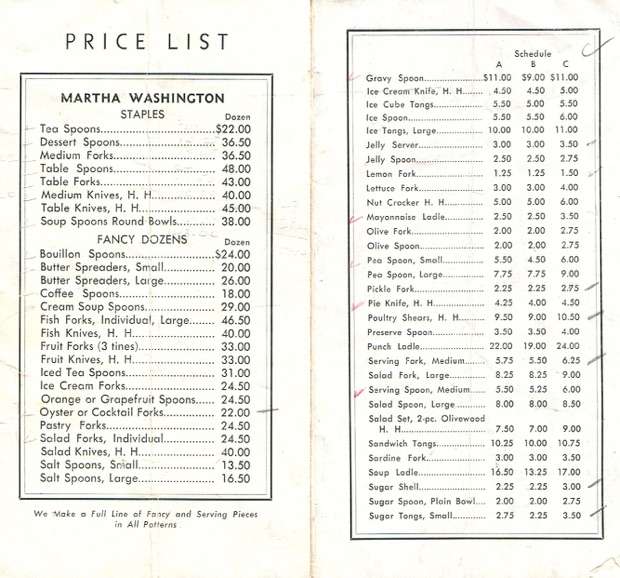 PRICE LIST
MARTHA WASHINGTON
STAPLES
Dozen
Tea Spoons $22.00
Dessert Spoons 36.50
Medium Forks 36.50
Table Spoons 48.00
Table Forks 43.00
Medium Knives, H. H. 40.00
Table Knives, H. H. 45.00
Soup Spoons Round Bowls 38.00
FANCY DOZENS Dozen
Bouillon Spoons $24.00
Butter Spreaders, Small 20.00
Butter Spreaders, Large 26.00
Coffee Spoons 18.00
Cream Soup Spoons 29.00
Fish Forks, Individual, Large 46.50
Fish Knives, H. H. 40.00
Fruit Forks (3 tines) 33.00
Fruit Knives, H. H. 33.00
Iced Tea Spoons 31.00
Ice Cream Forks 24.50
Orange or Grapefruit Spoons 24.50
Oyster or Cocktail Forks 22.00
Pastry Forks 24.50
Salad Forks, Individual 24.50
Salad Knives, H. H. 40.00
Salt Spoons, Small 13.50
Salt Spoons, Large 16.50
We Make a Full Line of Fancy and Serving Pieces
in All Patterns
Schedule
A B C
Gravy Spoon $11.00 $9.00 $11.00
Ice Cream Knife, H. H. 4.50 4.50 5.00
Ice Cube Tongs 5.50 5.00 5.50
Ice Spoon 5.50 5.50 6.00
Ice Tongs, Large 10.00 10.00 11.00
Jelly Server 3.00 3.00 3.50
Jelly Spoon 2.50 2.50 2.75
Lemon Fork 1.25 1.25 1.50
Lettuce Fork 3.00 3.00 4.00
Nut Cracker H. H. 5.00 5.00 6.00
Mayonnaise Ladle 2.50 2.50 3.50
Olive Fork 2.00 2.00 2.75
Olive Spoon 2.00 2.00 2.75
Pea Spoon, Small 5.50 4.50 6.00
Pea Spoon, Large 7.75 7.75 9.00
Pickle Fork 2.25 2.25 2.75
Pie Knife, H. H. 4.25 4.00 4.50
Poultry Shears, H. H. 9.50 9.00 10.50
Preserve Spoon 3.50 3.50 4.00
Punch Ladle 22.00 19.00 24.00
Serving Fork, Medium 5.75 5.50 6.25
Salad Fork, Large 8.25 8.25 9.00
Serving Spoon, Medium 5.50 5.25 6.00
Salad Spoon, Large 8.00 8.00 8.50
Salad Set, 2-pc. Olivewood
H. H. 7.50 7.00 9.00
Sandwich Tongs 10.25 10.00 10.75
Sardine Fork 3.00 3.00 3.50
Soup Ladle 16.50 13.25 17.00
Sugar Shell 2.25 2.25 3.00
Sugar Spoon, Plain Bowl 2.00 2.00 2.75
Sugar Tongs, Small 2.75 2.25 3.50